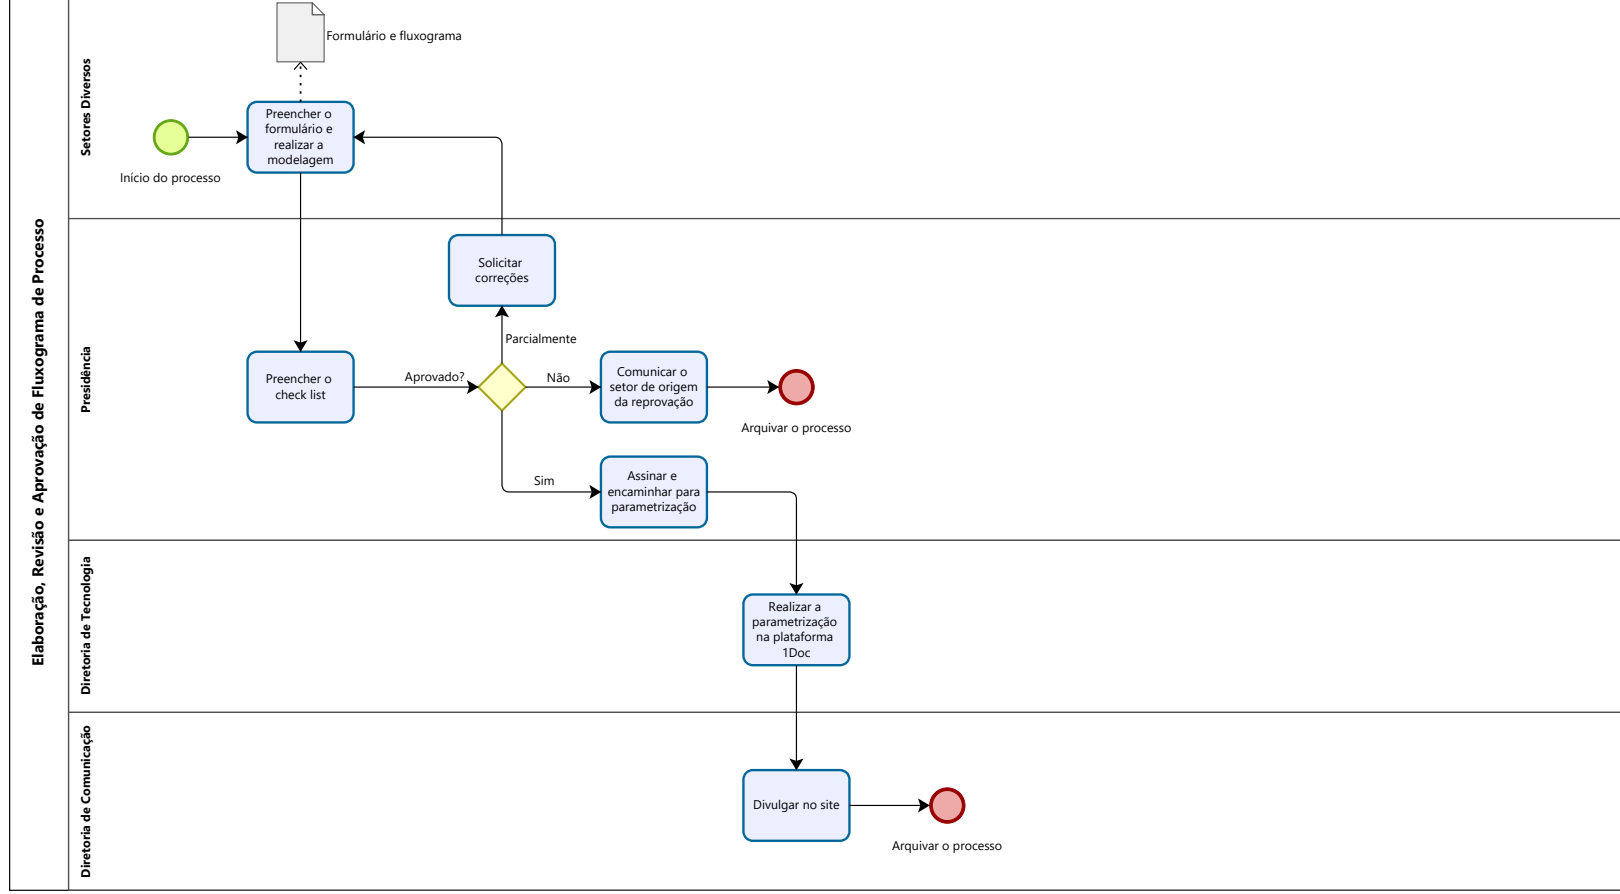 Elaboração, Revisão e Aprovação de Fluxograma de Processo
Setores Diversos
Formulário e fluxograma
Preencher o
formulário e
realizar a
modelagem
Início do processo
Presidência
Solicitar
correções
Parcialmente
Preencher o
check list
Aprovado?
Não
Comunicar o
setor de origem
da reprovação
Arquivar o processo
Sim
Assinar e
encaminhar para
parametrização
Diretoria de Tecnologia
Realizar a
parametrização
na plataforma
1Doc
Diretoria de Comunicação
Divulgar no site
Arquivar o processo